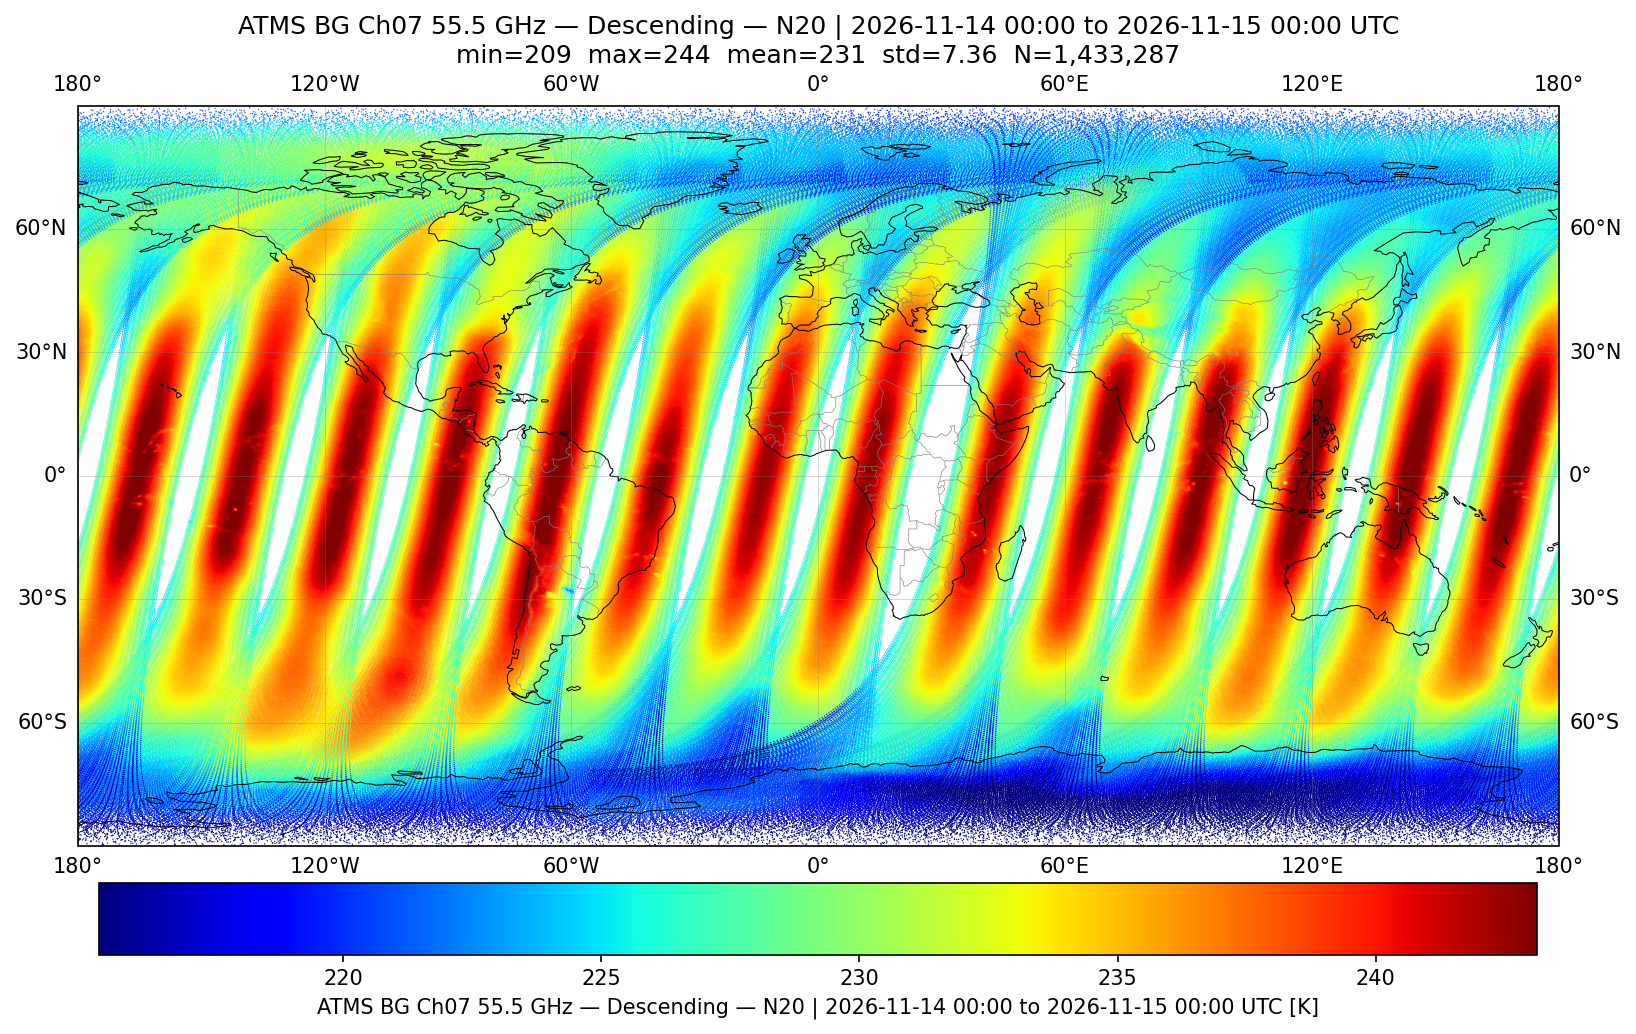 ATMS BG Ch07 55.5 GHz — Descending — N20 | 2026-11-14 00:00 to 2026-11-15 00:00 UTC
min=209  max=244  mean=231  std=7.36  N=1,433,287
180° 120°W 60°W 0° 60°E 120°E 180°
60°N 60°N
30°N 30°N
0° 0°
30°S 30°S
60°S 60°S
180° 120°W 60°W 0° 60°E 120°E 180°
220 225 230 235 240
ATMS BG Ch07 55.5 GHz — Descending — N20 | 2026-11-14 00:00 to 2026-11-15 00:00 UTC [K]